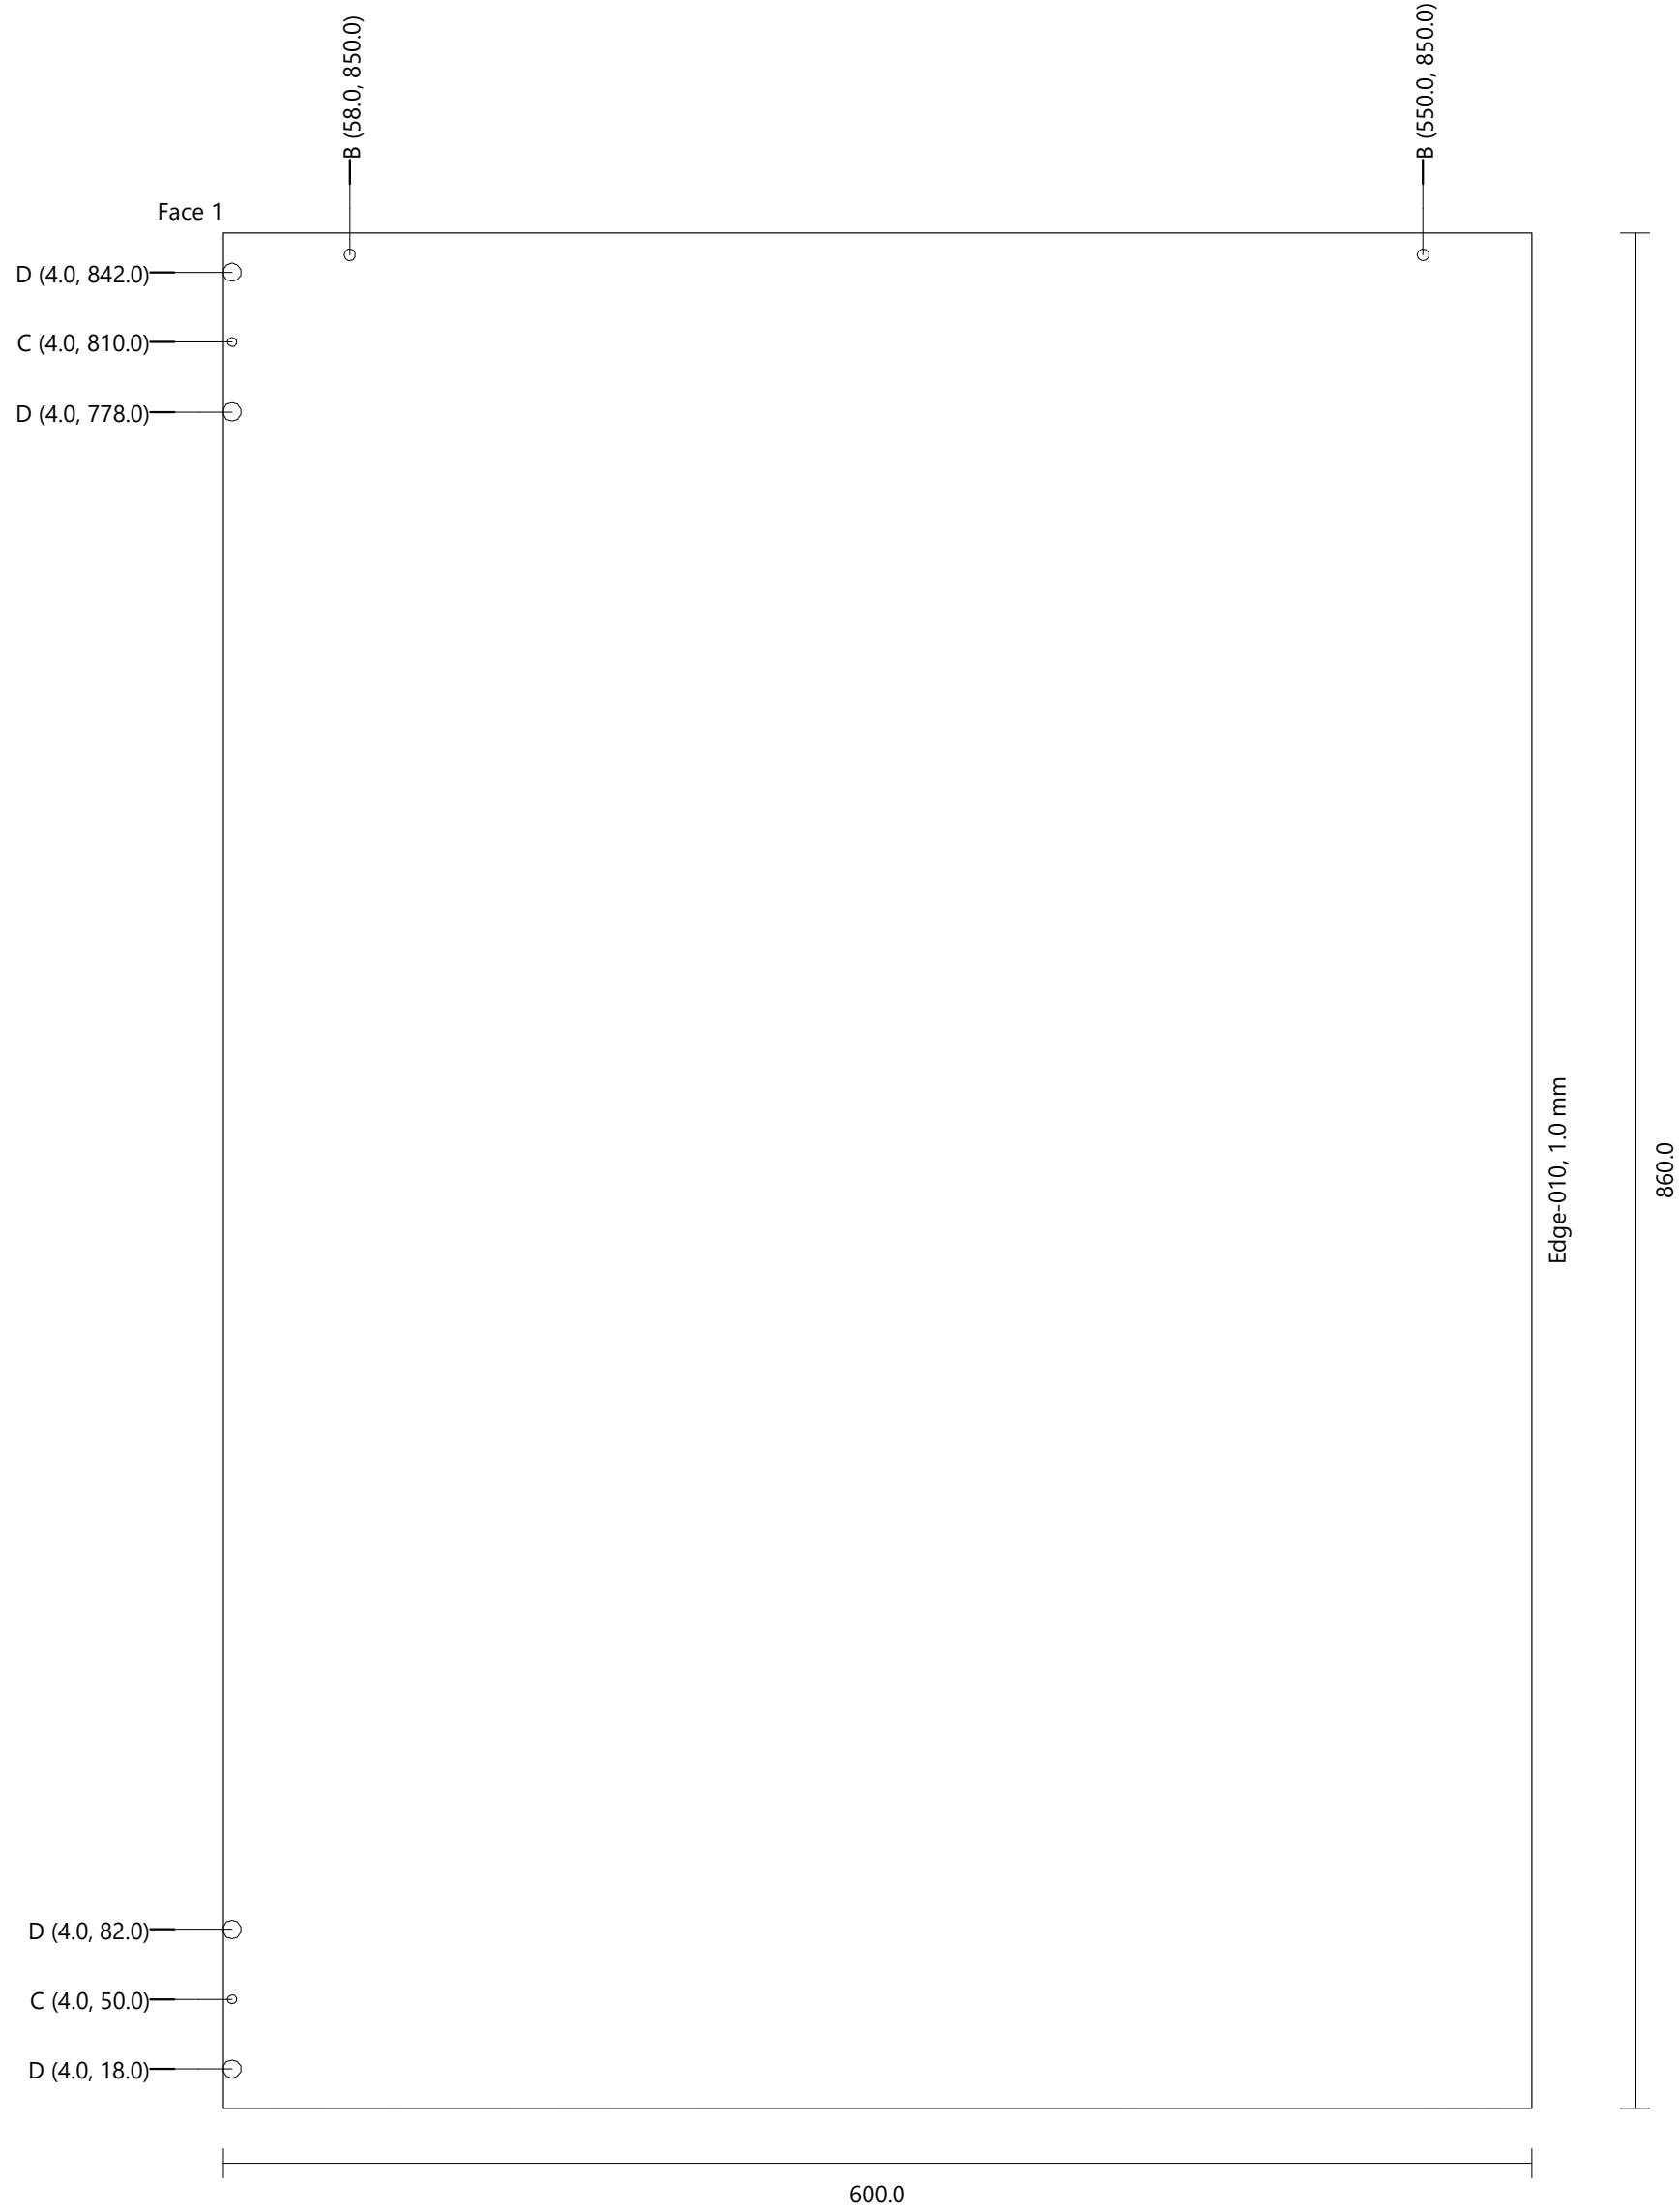 B (58.0, 850.0)
B (550.0, 850.0)
Face 1
D (4.0, 842.0)
C (4.0, 810.0)
D (4.0, 778.0)
Edge-010, 1.0 mm
860.0
D (4.0, 82.0)
C (4.0, 50.0)
D (4.0, 18.0)
600.0